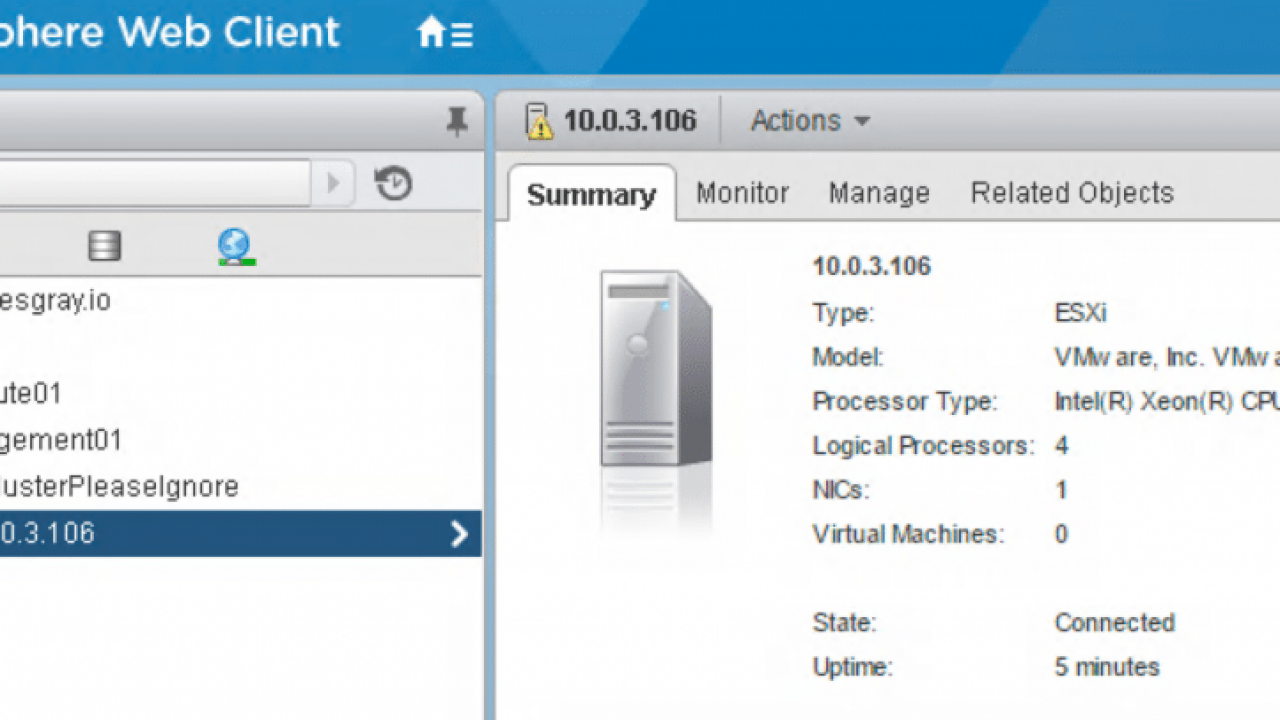 phere Web Client
10.0.3.106 Actions
Summary Monitor Manage Related Objects
esgray.io
ute01
gement01
lusterPleaseIgnore
0.3.106
10.0.3.106
Type: ESXi
Model: VMware, Inc. VMwa
Processor Type: Intel(R) Xeon(R) CPU
Logical Processors: 4
NICs: 1
Virtual Machines: 0
State: Connected
Uptime: 5 minutes